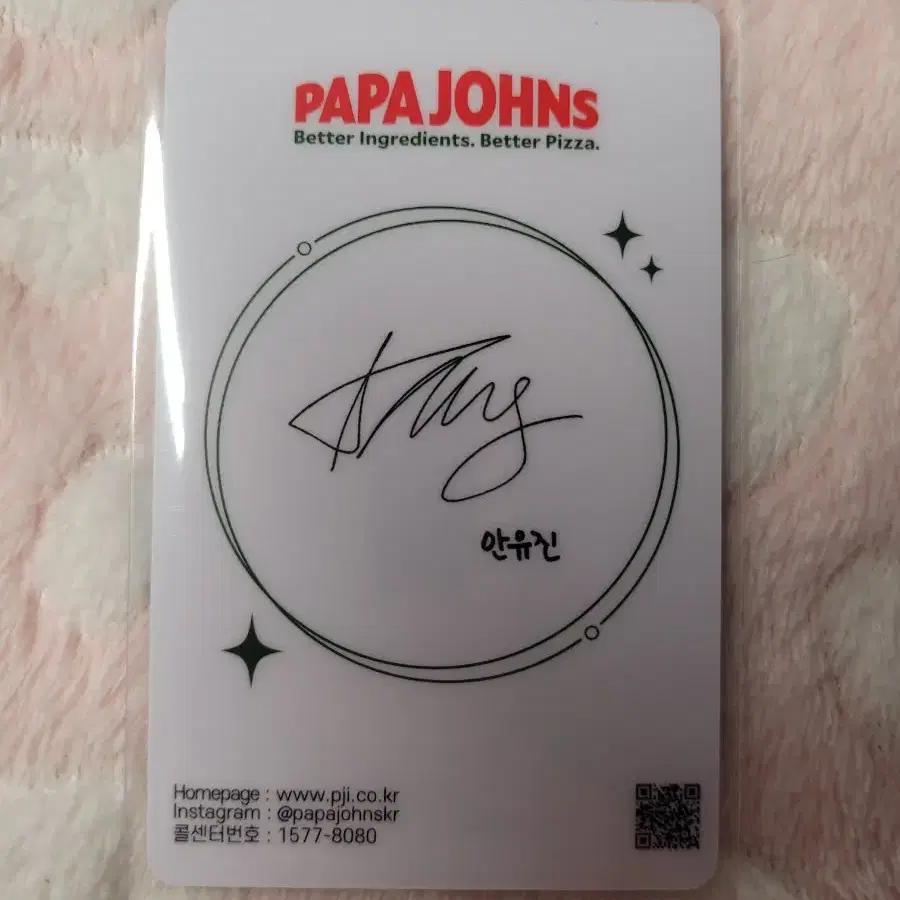 PAPA JOHNS
Better Ingredients. Better Pizza.
안유진
Homepage : www.pji.co.kr
Instagram : @papajohnskr
콜센터번호 : 1577-8080